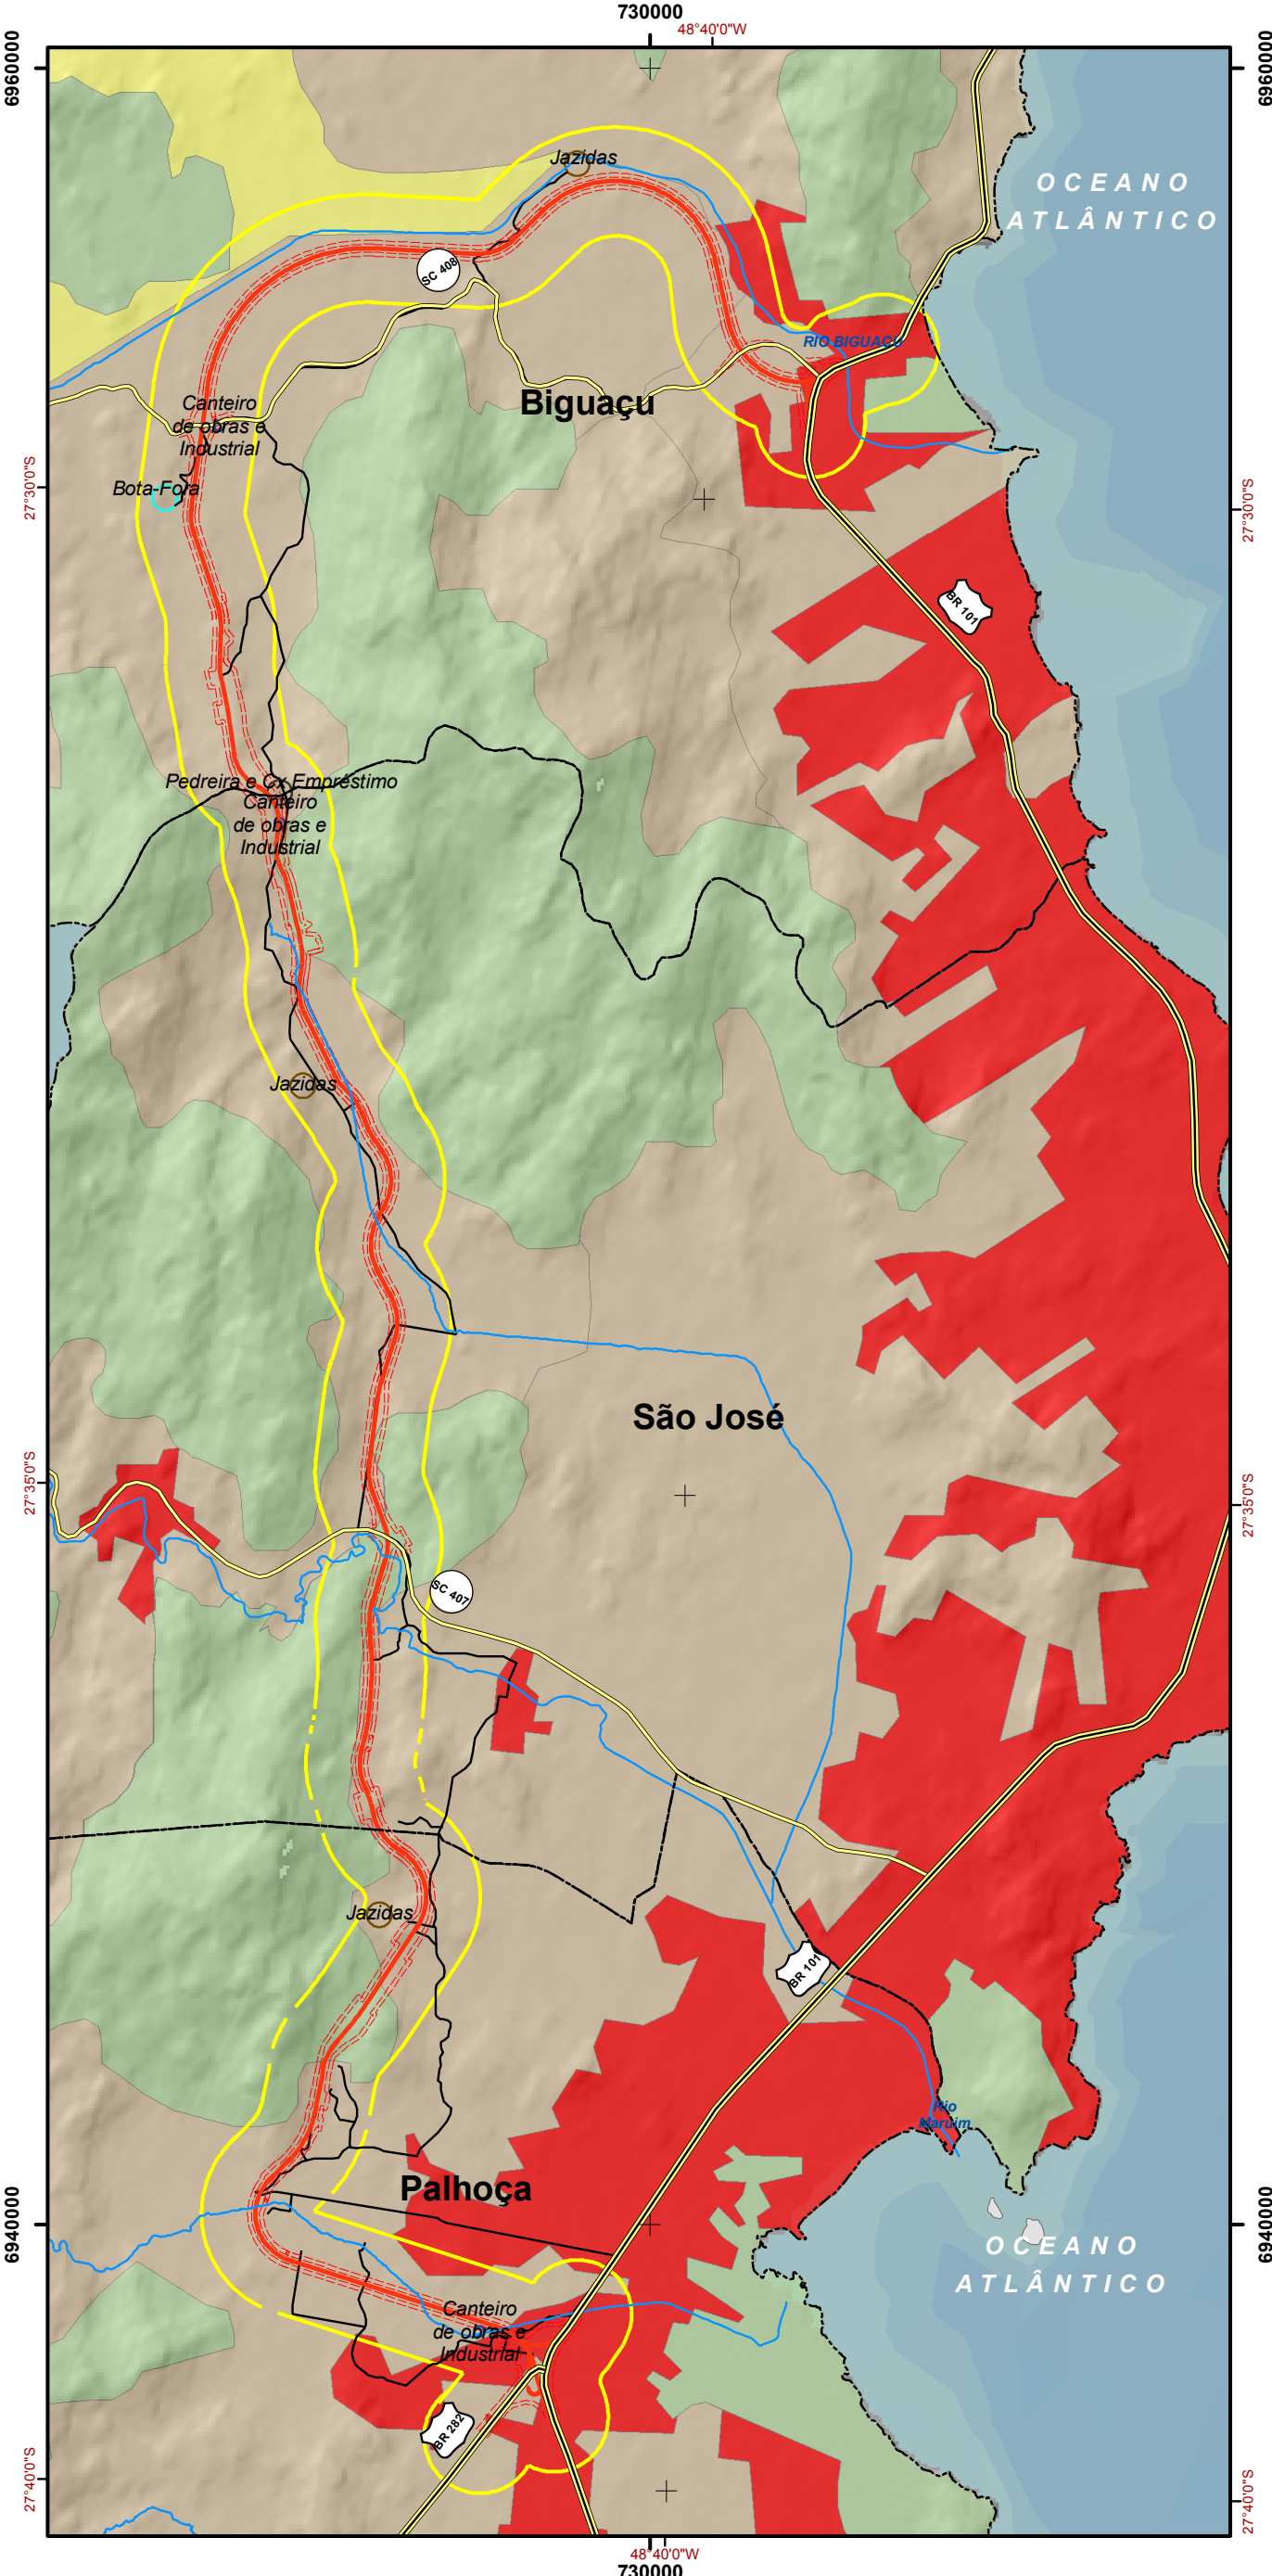 730000
48°40'0"W
6960000
6960000
Jazidas
OCEANO
ATLÂNTICO
SC 408
RIO BIGUAÇU
Canteiro
de obras e
Industrial
Biguaçu
Bota-Fora
27°30'0"S
27°30'0"S
BR 101
Pedreira e Cx Empréstimo
Canteiro
de obras e
Industrial
Jazidas
São José
27°35'0"S
27°35'0"S
SC 407
Jazidas
BR 101
Rio
Maruim
Palhoça
6940000
6940000
OCEANO
ATLÂNTICO
Canteiro
de obras e
Industrial
BR 282
27°40'0"S
27°40'0"S
48°40'0"W
730000